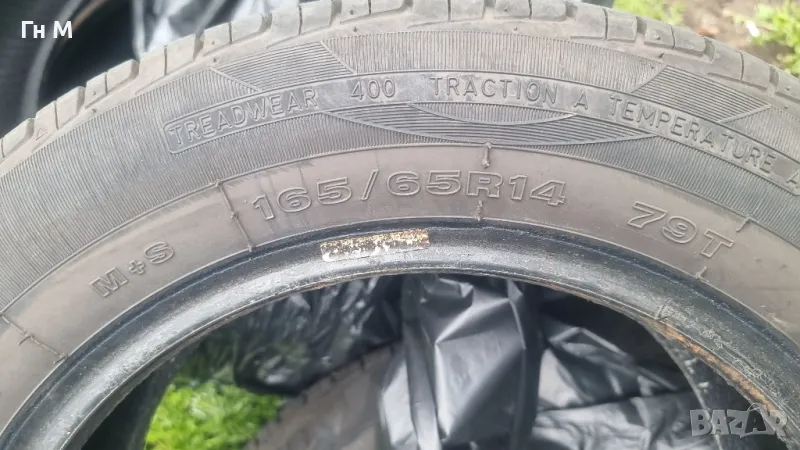 Гн М
TREADWEAR 400 TRACTION A TEMPERATURE A
M+S 165/65R14 79T
BAZAR